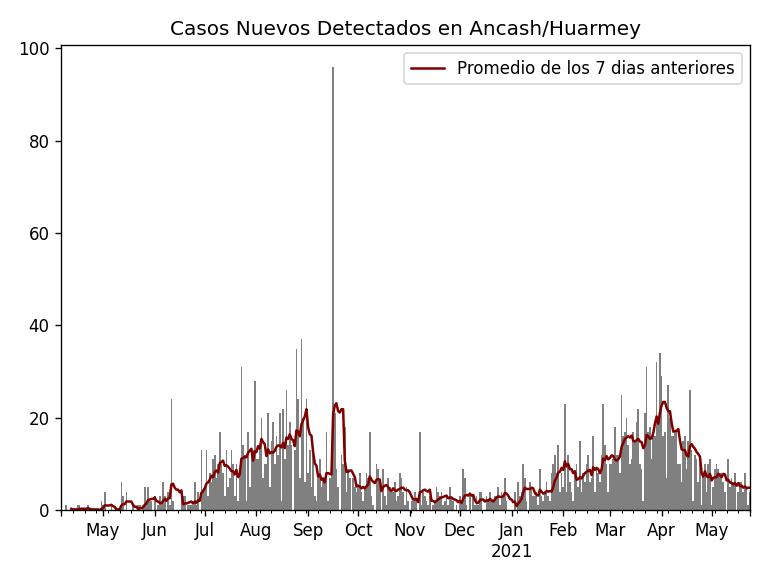 Casos Nuevos Detectados en Ancash/Huarmey
Promedio de los 7 dias anteriores
100
80
60
40
20
0
May Jun Jul Aug Sep Oct Nov Dec Jan Feb Mar Apr May
2021